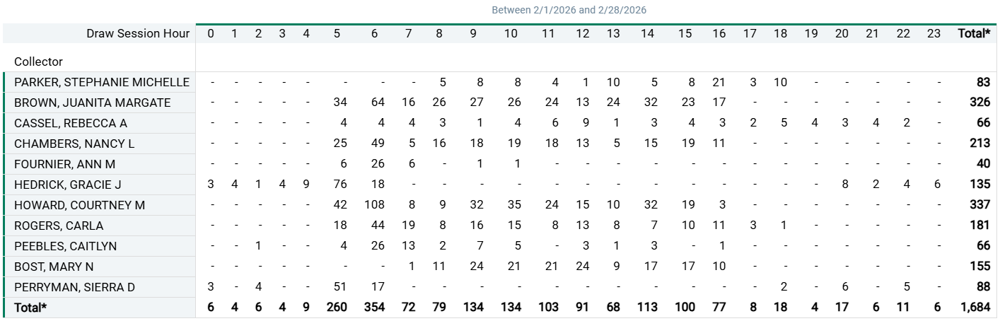 Between 2/1/2026 and 2/28/2026
Draw Session Hour 0 1 2 3 4 5 6 7 8 9 10 11 12 13 14 15 16 17 18 19 20 21 22 23 Total*
Collector
PARKER, STEPHANIE MICHELLE - - - - - - - - 5 8 8 4 1 10 5 8 21 3 10 - - - - - 83
BROWN, JUANITA MARGATE - - - - - 34 64 16 26 27 26 24 13 24 32 23 17 - - - - - - - 326
CASSEL, REBECCA A - - - - - 4 4 4 3 1 4 6 9 1 3 4 3 2 5 4 3 4 2 - 66
CHAMBERS, NANCY L - - - - - 25 49 5 16 18 19 18 13 5 15 19 11 - - - - - - - 213
FOURNIER, ANN M - - - - - 6 26 6 - 1 1 - - - - - - - - - - - - - 40
HEDRICK, GRACIE J 3 4 1 4 9 76 18 - - - - - - - - - - - - - 8 2 4 6 135
HOWARD, COURTNEY M - - - - - 42 108 8 9 32 35 24 15 10 32 19 3 - - - - - - - 337
ROGERS, CARLA - - - - - 18 44 19 8 16 15 8 13 8 7 10 11 3 1 - - - - - 181
PEEBLES, CAITLYN - - 1 - - 4 26 13 2 7 5 - 3 1 3 - 1 - - - - - - - 66
BOST, MARY N - - - - - - - 1 11 24 21 21 24 9 17 17 10 - - - - - - - 155
PERRYMAN, SIERRA D 3 - 4 - - 51 17 - - - - - - - - - - - 2 - 6 - 5 - 88
Total* 6 4 6 4 9 260 354 72 79 134 134 103 91 68 113 100 77 8 18 4 17 6 11 6 1,684